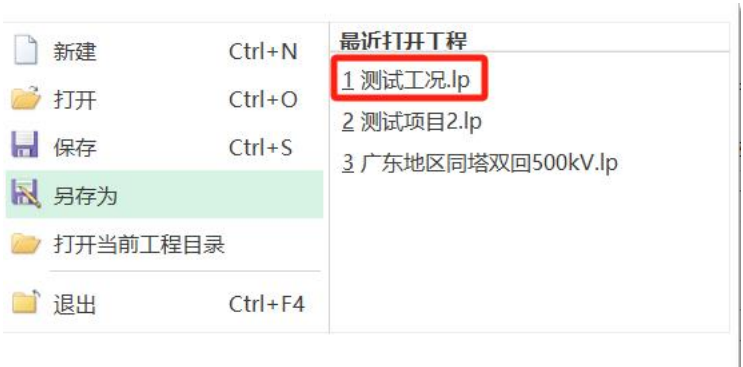 新建 Ctrl+N
打开 Ctrl+O
保存 Ctrl+S
另存为
打开当前工程目录
退出 Ctrl+F4
最近打开工程
1 测试工况.lp
2 测试项目2.lp
3 广东地区同塔双回500kV.lp